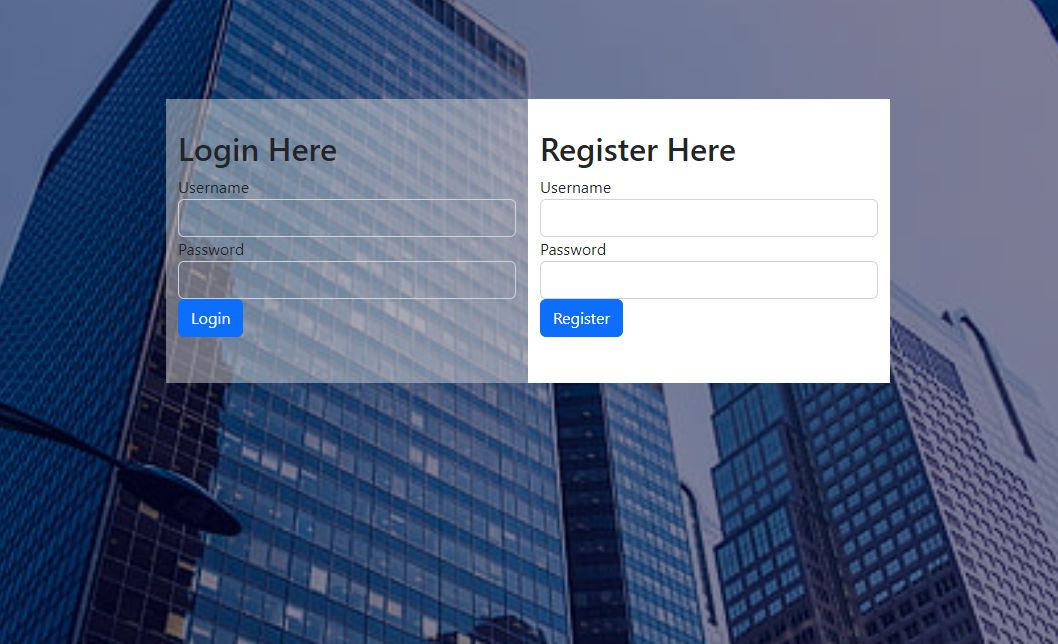 Login Here
Username
Password
Login
Register Here
Username
Password
Register